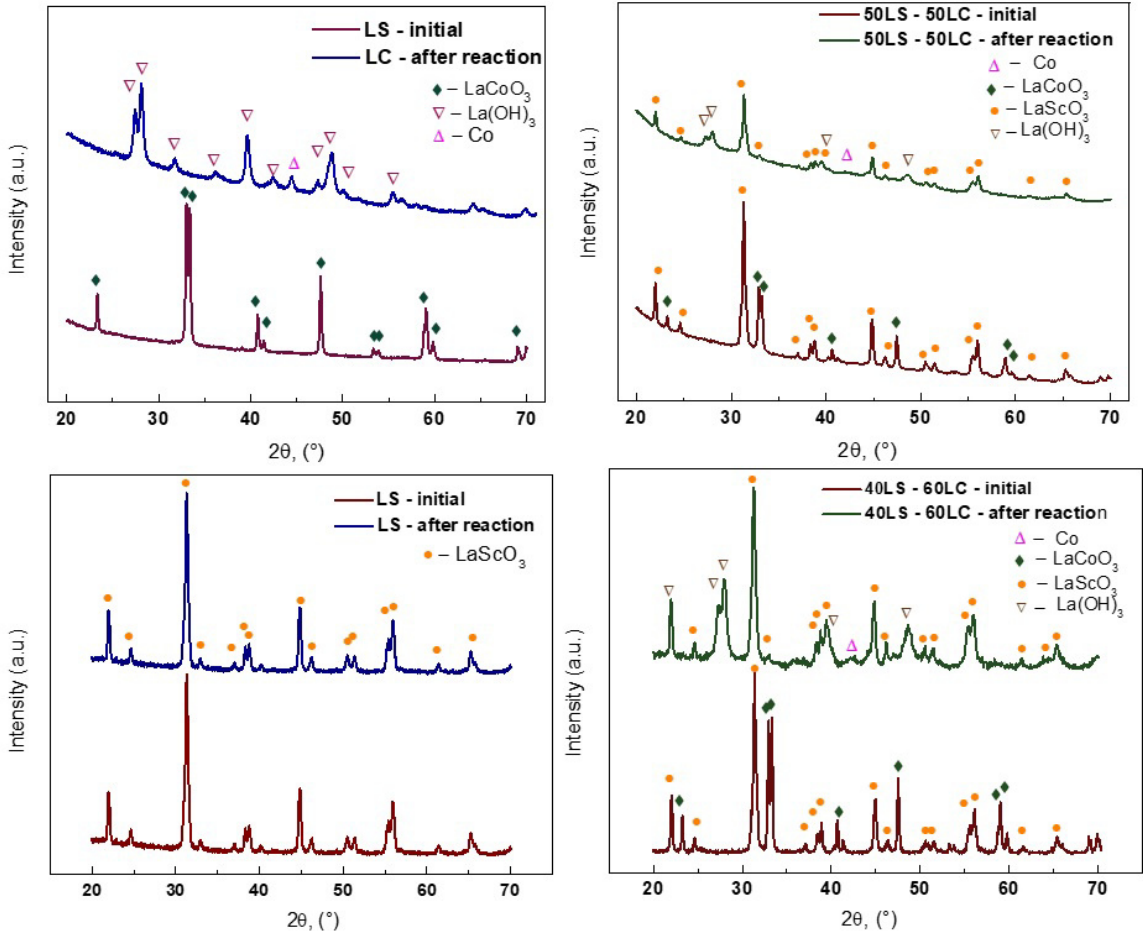 LS - initial
LC - after reaction
– LaCoO3
– La(OH)3
– Co
Intensity (a.u.)
20 30 40 50 60 70
2θ, (°)
50LS - 50LC - initial
50LS - 50LC - after reaction
– Co
– LaCoO3
– LaScO3
– La(OH)3
Intensity (a.u.)
20 30 40 50 60 70
2θ, (°)
LS - initial
LS - after reaction
– LaScO3
Intensity (a.u.)
20 30 40 50 60 70
2θ, (°)
40LS - 60LC - initial
40LS - 60LC - after reaction
– Co
– LaCoO3
– LaScO3
– La(OH)3
Intensity (a.u.)
20 30 40 50 60 70
2θ, (°)